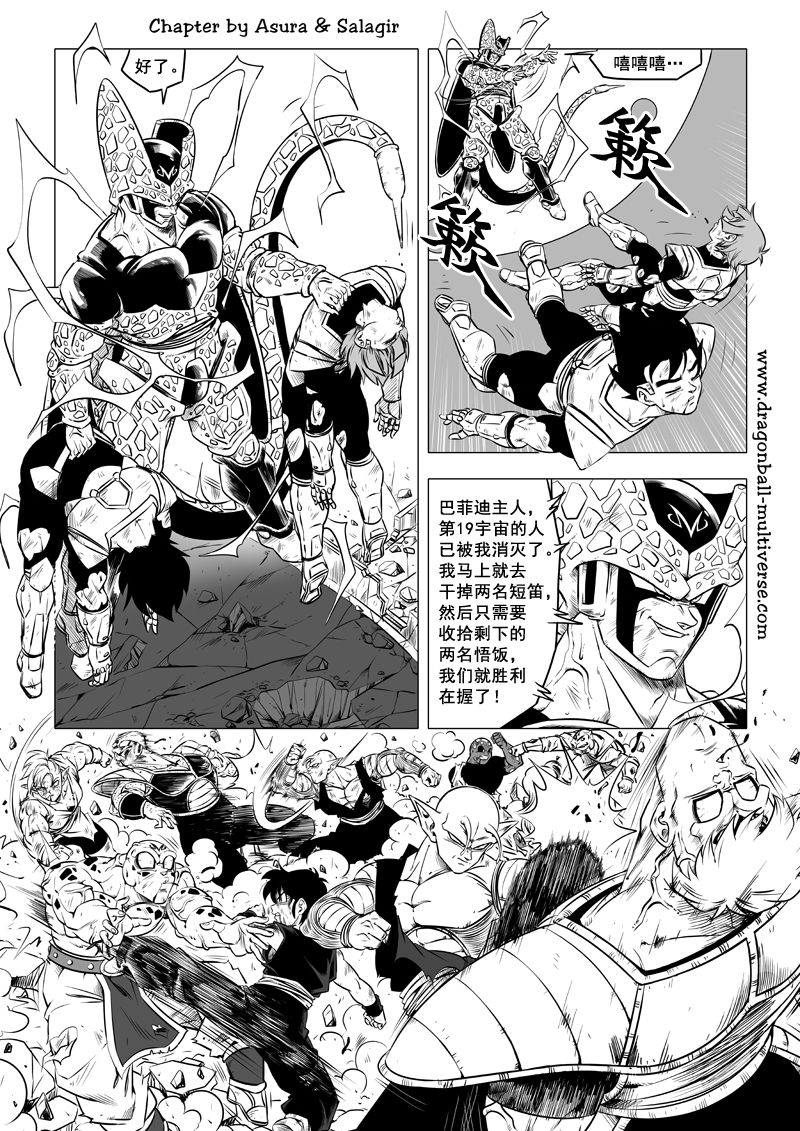 Chapter by Asura & Salagir
好了。
嘻嘻嘻…
簌
簌
巴菲迪主人，
第19宇宙的人
已被我消灭了。
我马上就去
干掉两名短笛，
然后只需要
收拾剩下的
两名悟饭，
我们就胜利
在握了！
www.dragonball-multiverse.com